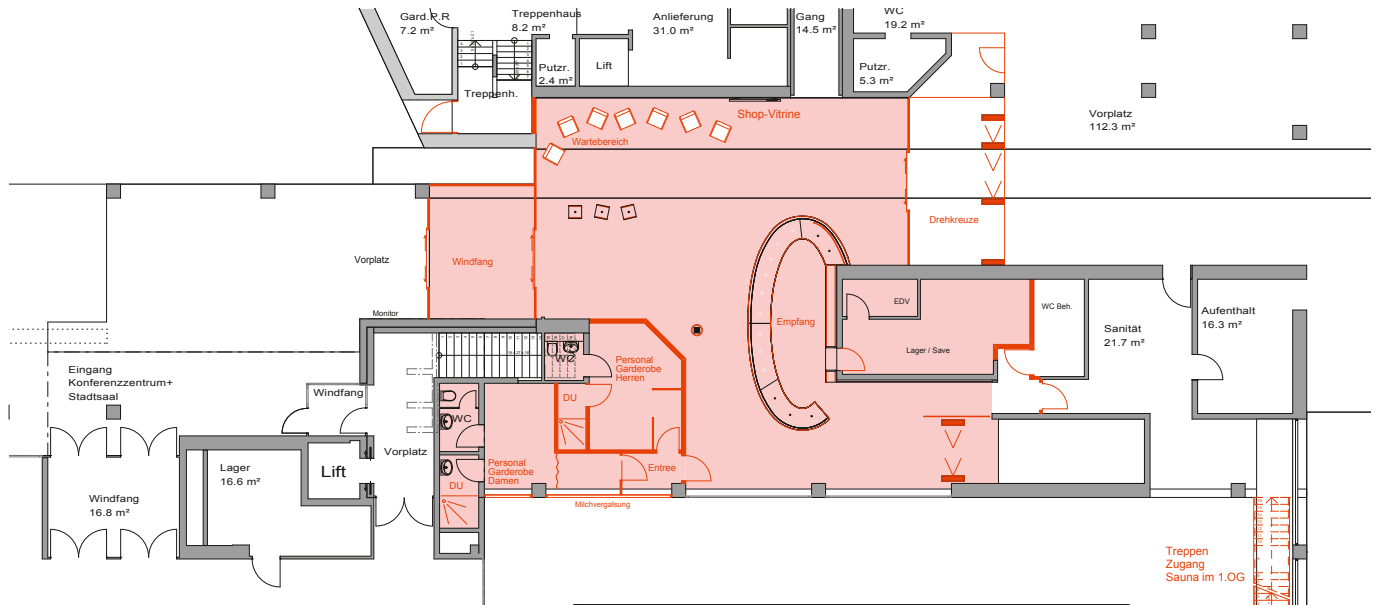 Gard.P.R
7.2 m²
Treppenhaus
8.2 m²
Anlieferung
31.0 m²
Gang
14.5 m²
WC
19.2 m²
Putzr.
2.4 m²
Lift
Putzr.
5.3 m²
Treppenh.
Shop-Vitrine
Vorplatz
112.3 m²
Wartebereich
Drehkreuze
Vorplatz
Windfang
Monitor
EDV
WC Beh.
Sanität
21.7 m²
Aufenthalt
16.3 m²
Empfang
Lager / Save
WC
Personal
Garderobe
Herren
Eingang
Konferenzzentrum+
Stadtsaal
Windfang
DU
WC
Vorplatz
Lager
16.6 m²
Lift
Personal
Garderobe
Damen
Entree
DU
Windfang
16.8 m²
Milchvergalsung
Treppen
Zugang
Sauna im 1.OG